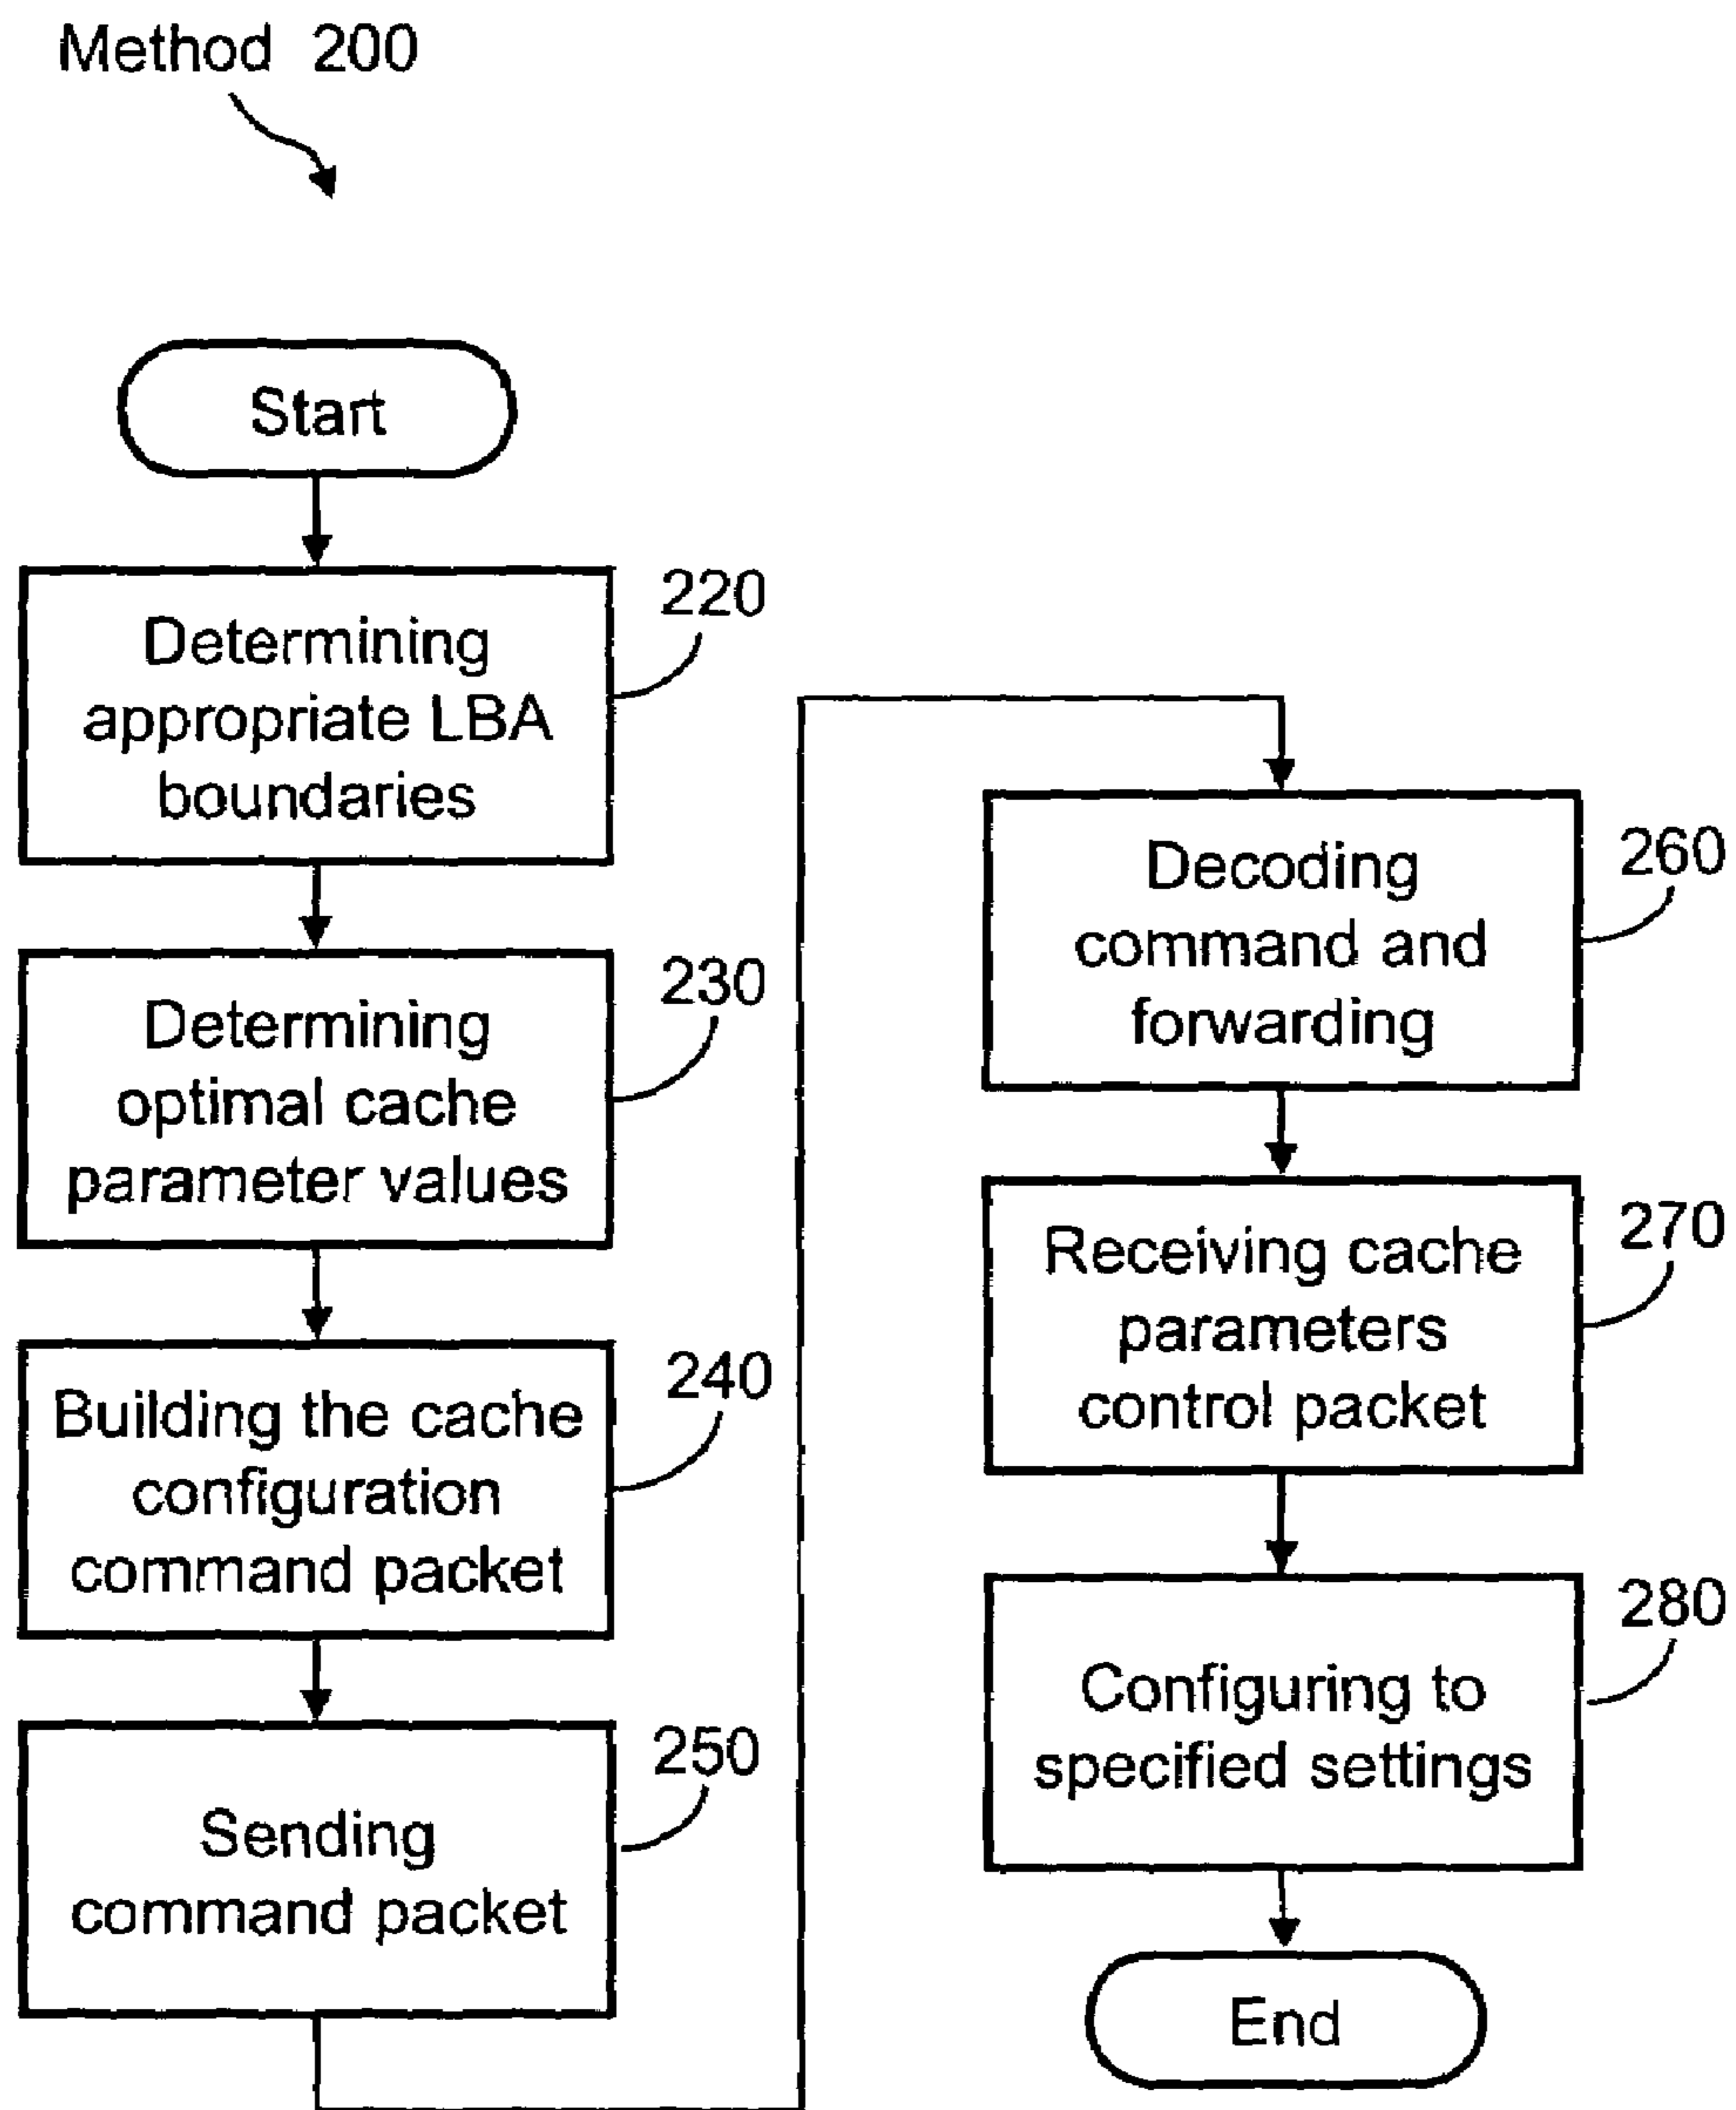 Method 200
Start
220
Determining
appropriate LBA
boundaries
230
Determining
optimal cache
parameter values
240
Building the cache
configuration
command packet
250
Sending
command packet
260
Decoding
command and
forwarding
270
Receiving cache
parameters
control packet
280
Configuring to
specified settings
End